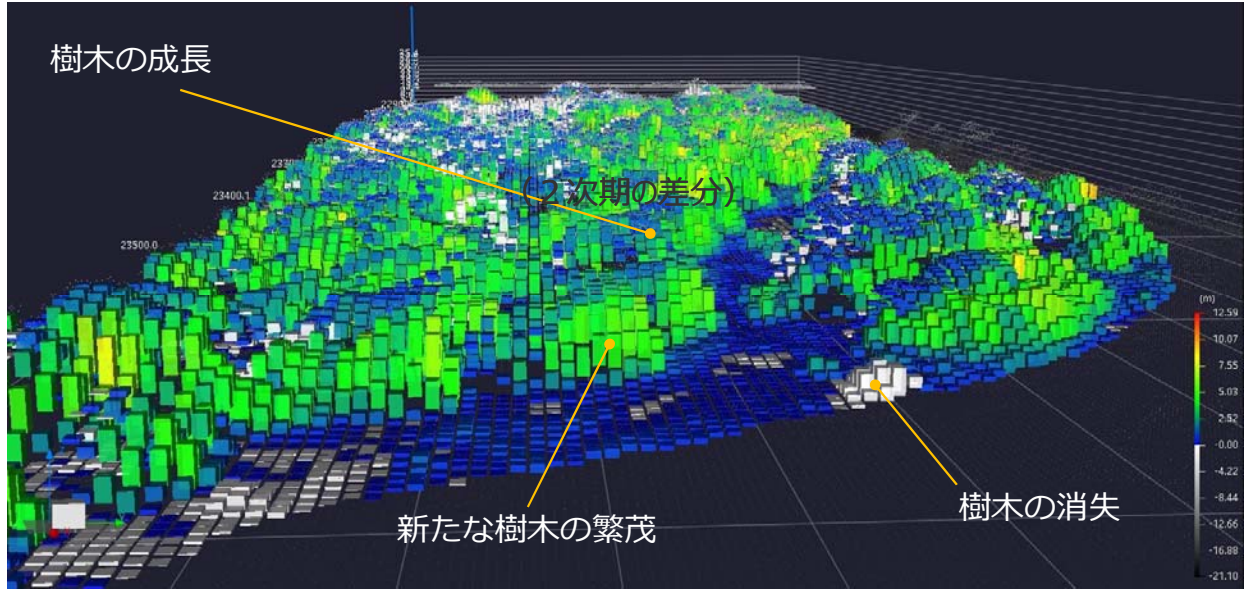 樹木の成長
(2次期の差分)
23400.1
23500.0
(m)
12.59
10.07
7.55
5.03
2.52
-0.00
-4.22
-8.44
-12.66
-16.88
-21.10
新たな樹木の繁茂
樹木の消失